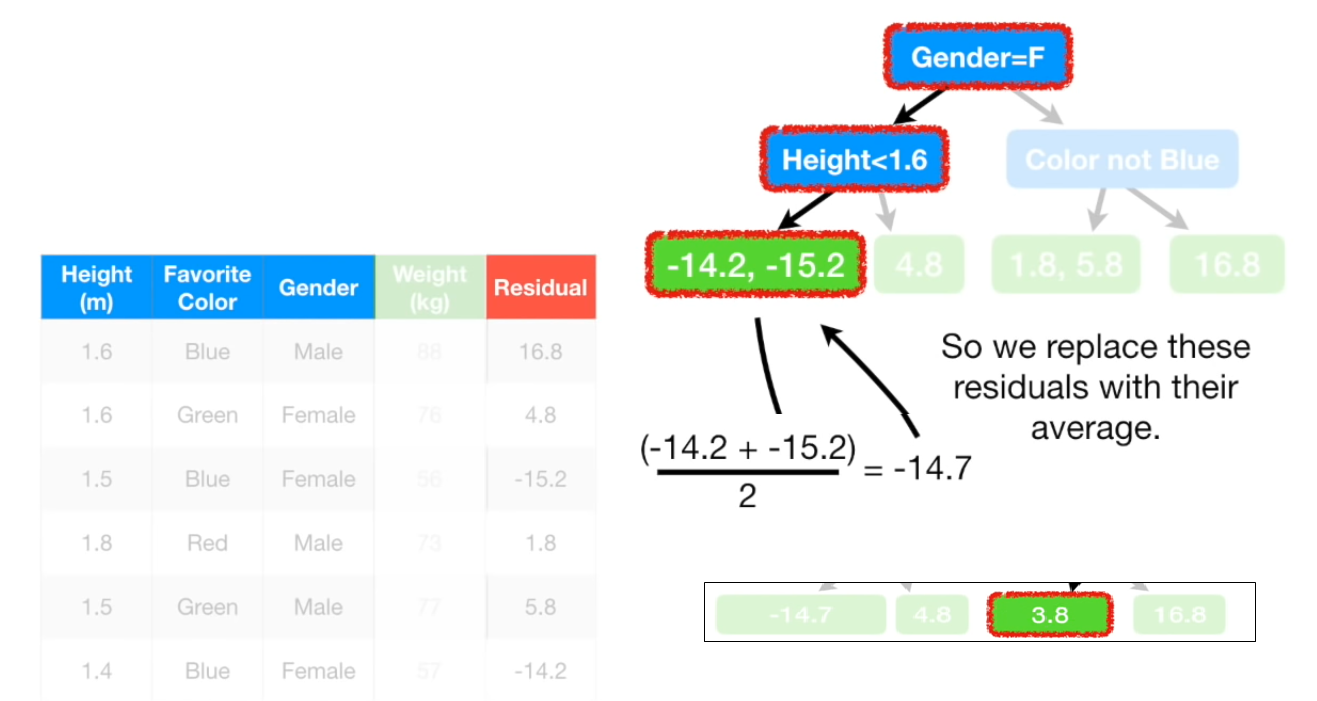 Gender=F
Height<1.6
Color not Blue
-14.2, -15.2
4.8
1.8, 5.8
16.8
Height (m) Favorite Color Gender Weight (kg) Residual
1.6 Blue Male 88 16.8
1.6 Green Female 76 4.8
1.5 Blue Female 56 -15.2
1.8 Red Male 73 1.8
1.5 Green Male 77 5.8
1.4 Blue Female 57 -14.2
So we replace these
residuals with their
average.
(-14.2 + -15.2)
2
= -14.7
-14.7 4.8 3.8 16.8